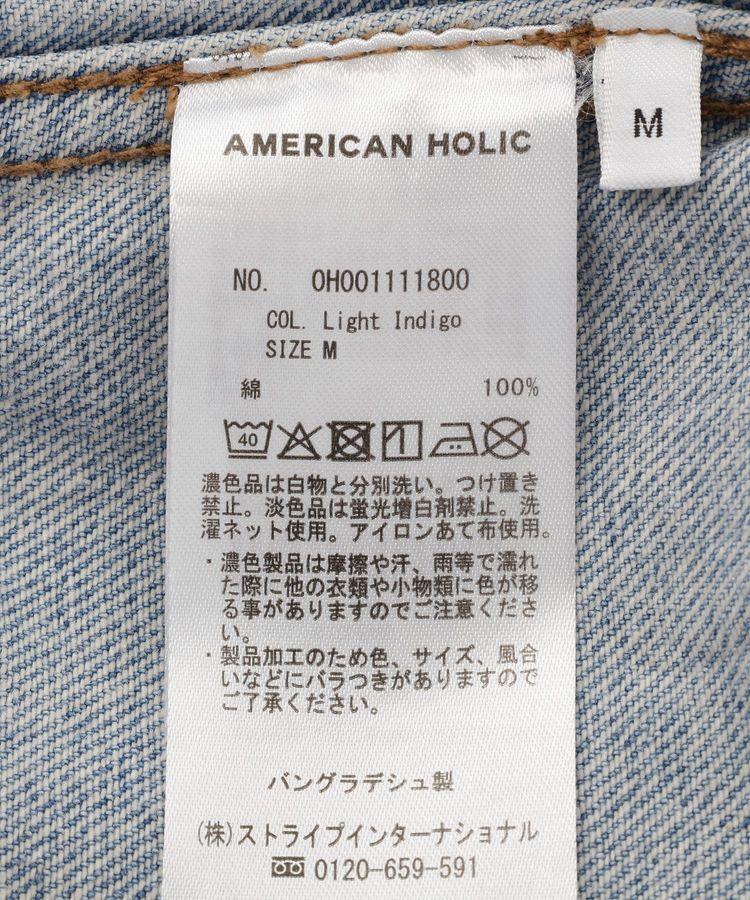 AMERICAN HOLIC
M
NO. OH001111800
COL. Light Indigo
SIZE M
綿 100%
40
濃色品は白物と分別洗い。つけ置き
禁止。淡色品は蛍光増白剤禁止。洗
濯ネット使用。アイロンあて布使用。
・濃色製品は摩擦や汗、雨等で濡れ
た際に他の衣類や小物類に色が移
る事がありますのでご注意くださ
い。
・製品加工のため色、サイズ、風合
いなどにバラつきがありますので
ご了承ください。
バングラデシュ製
(株)ストライプインターナショナル
0120-659-591